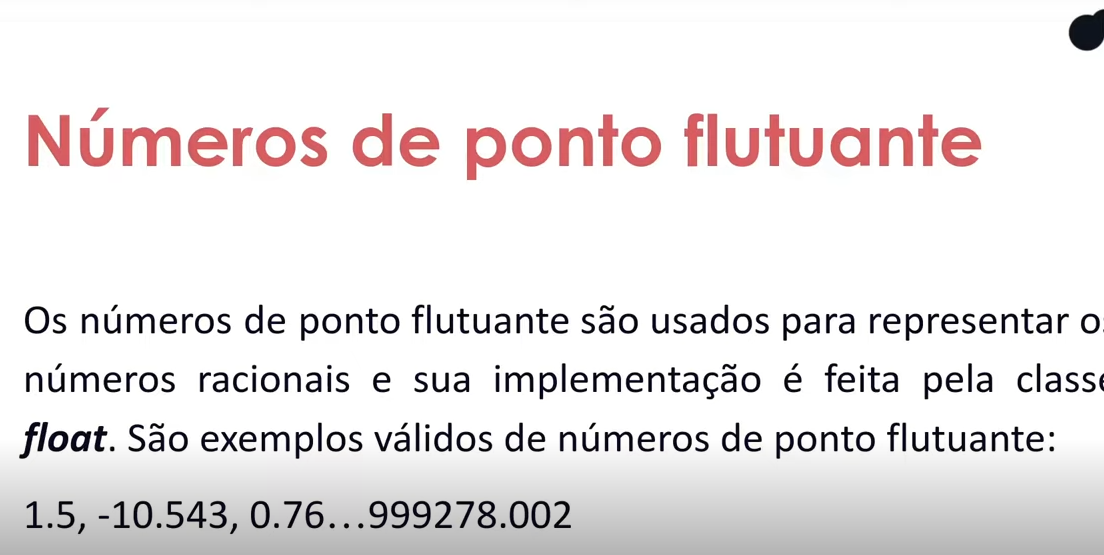 Números de ponto flutuante
Os números de ponto flutuante são usados para representar os
números racionais e sua implementação é feita pela classe
float. São exemplos válidos de números de ponto flutuante:
1.5, -10.543, 0.76...999278.002